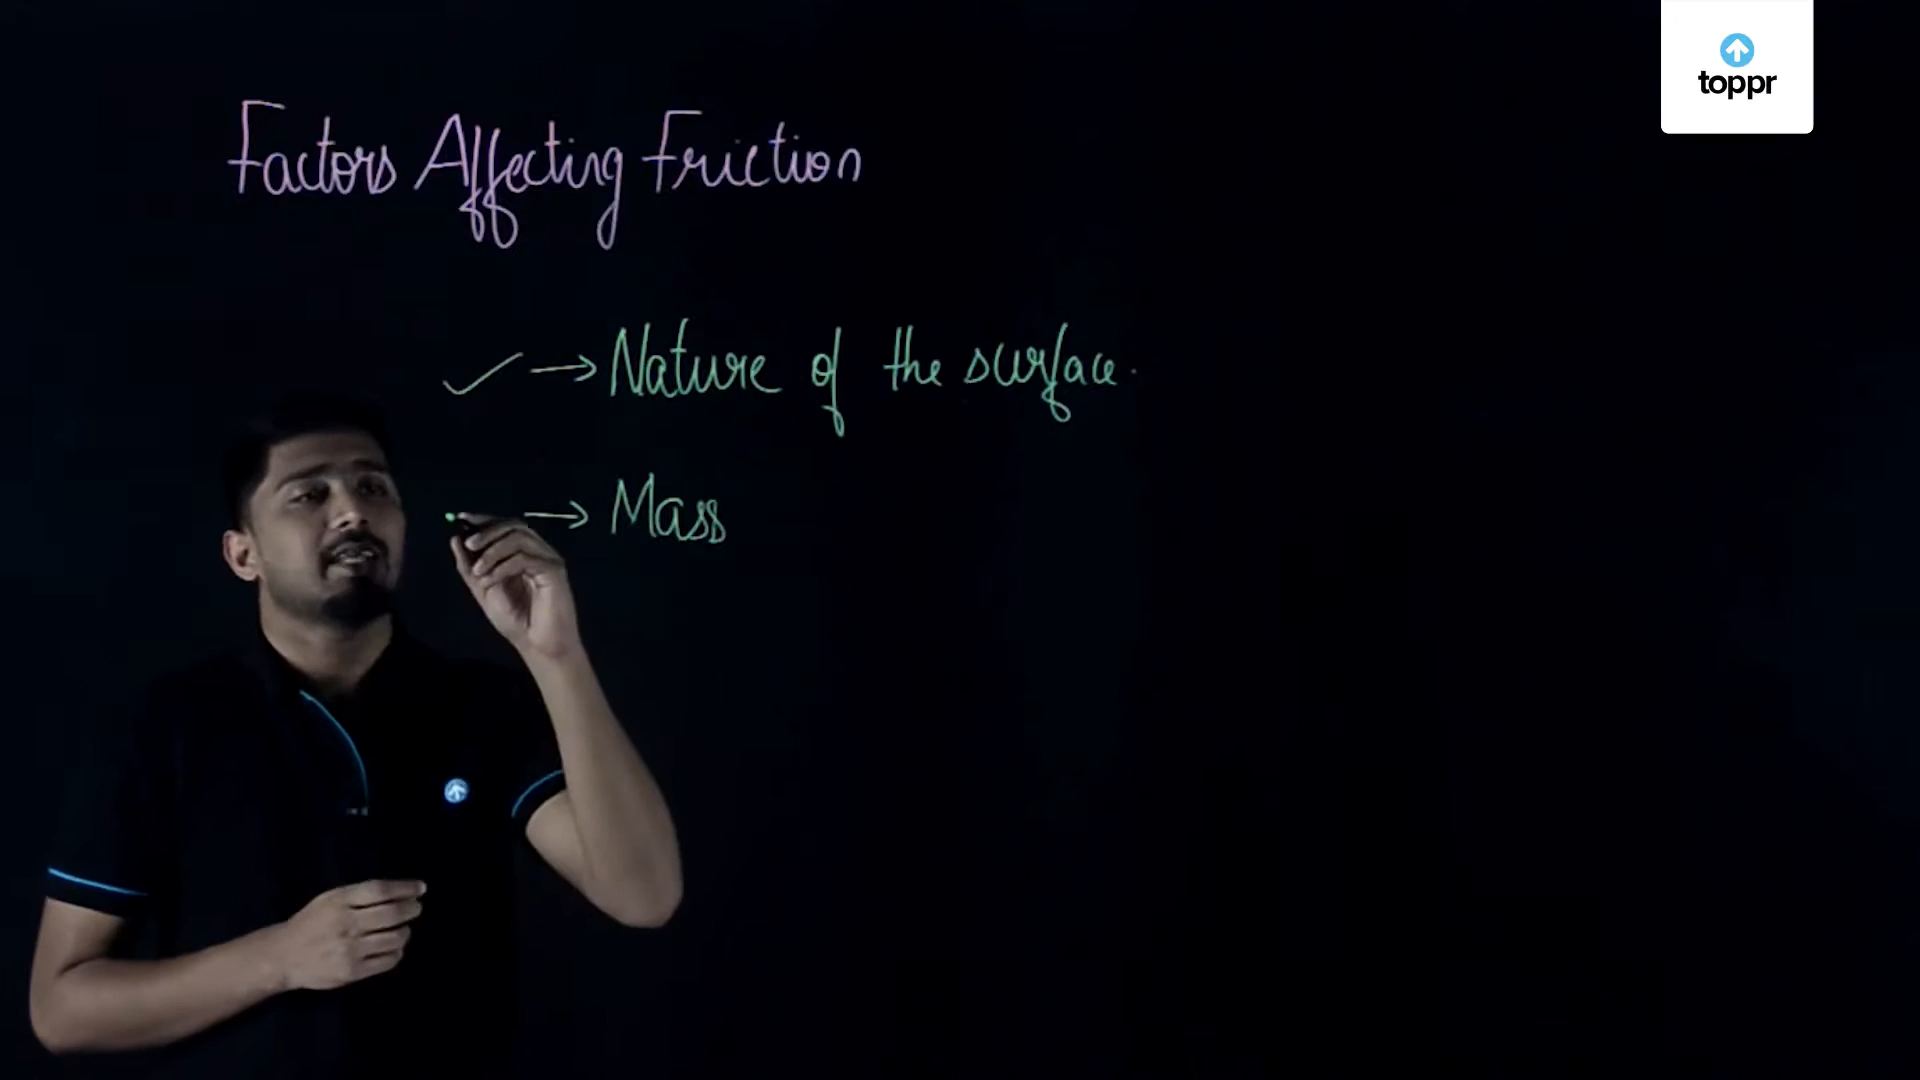 toppr
Factors Affecting Friction
✓ → Nature of the surface.
→ Mass